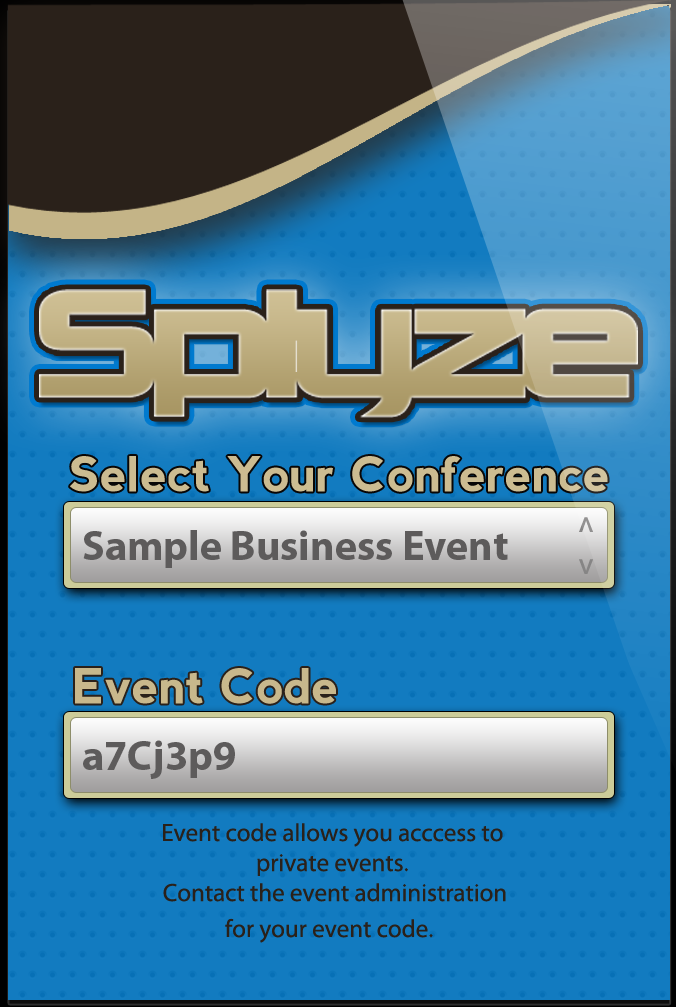 Splyze
Select Your Conference
Sample Business Event
Event Code
a7Cj3p9
Event code allows you acccess to
private events.
Contact the event administration
for your event code.